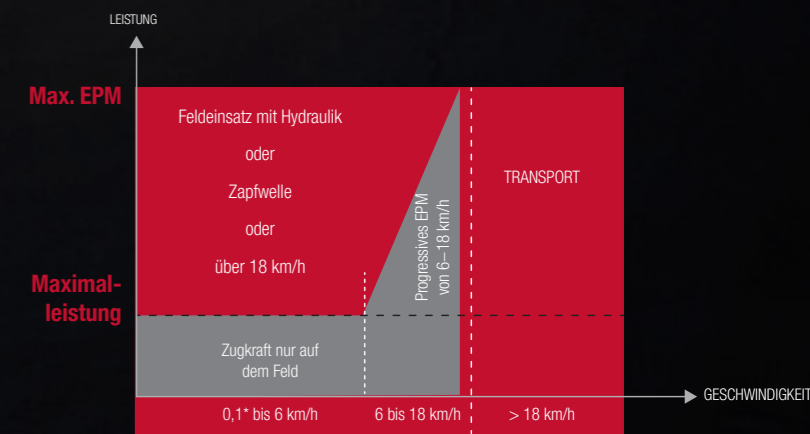 LEISTUNG
Max. EPM
Feldeinsatz mit Hydraulik
oder
Zapfwelle
oder
über 18 km/h
Progressives EPM
von 6–18 km/h
TRANSPORT
Maximal-
leistung
Zugkraft nur auf
dem Feld
GESCHWINDIGKEIT
0,1* bis 6 km/h
6 bis 18 km/h
> 18 km/h